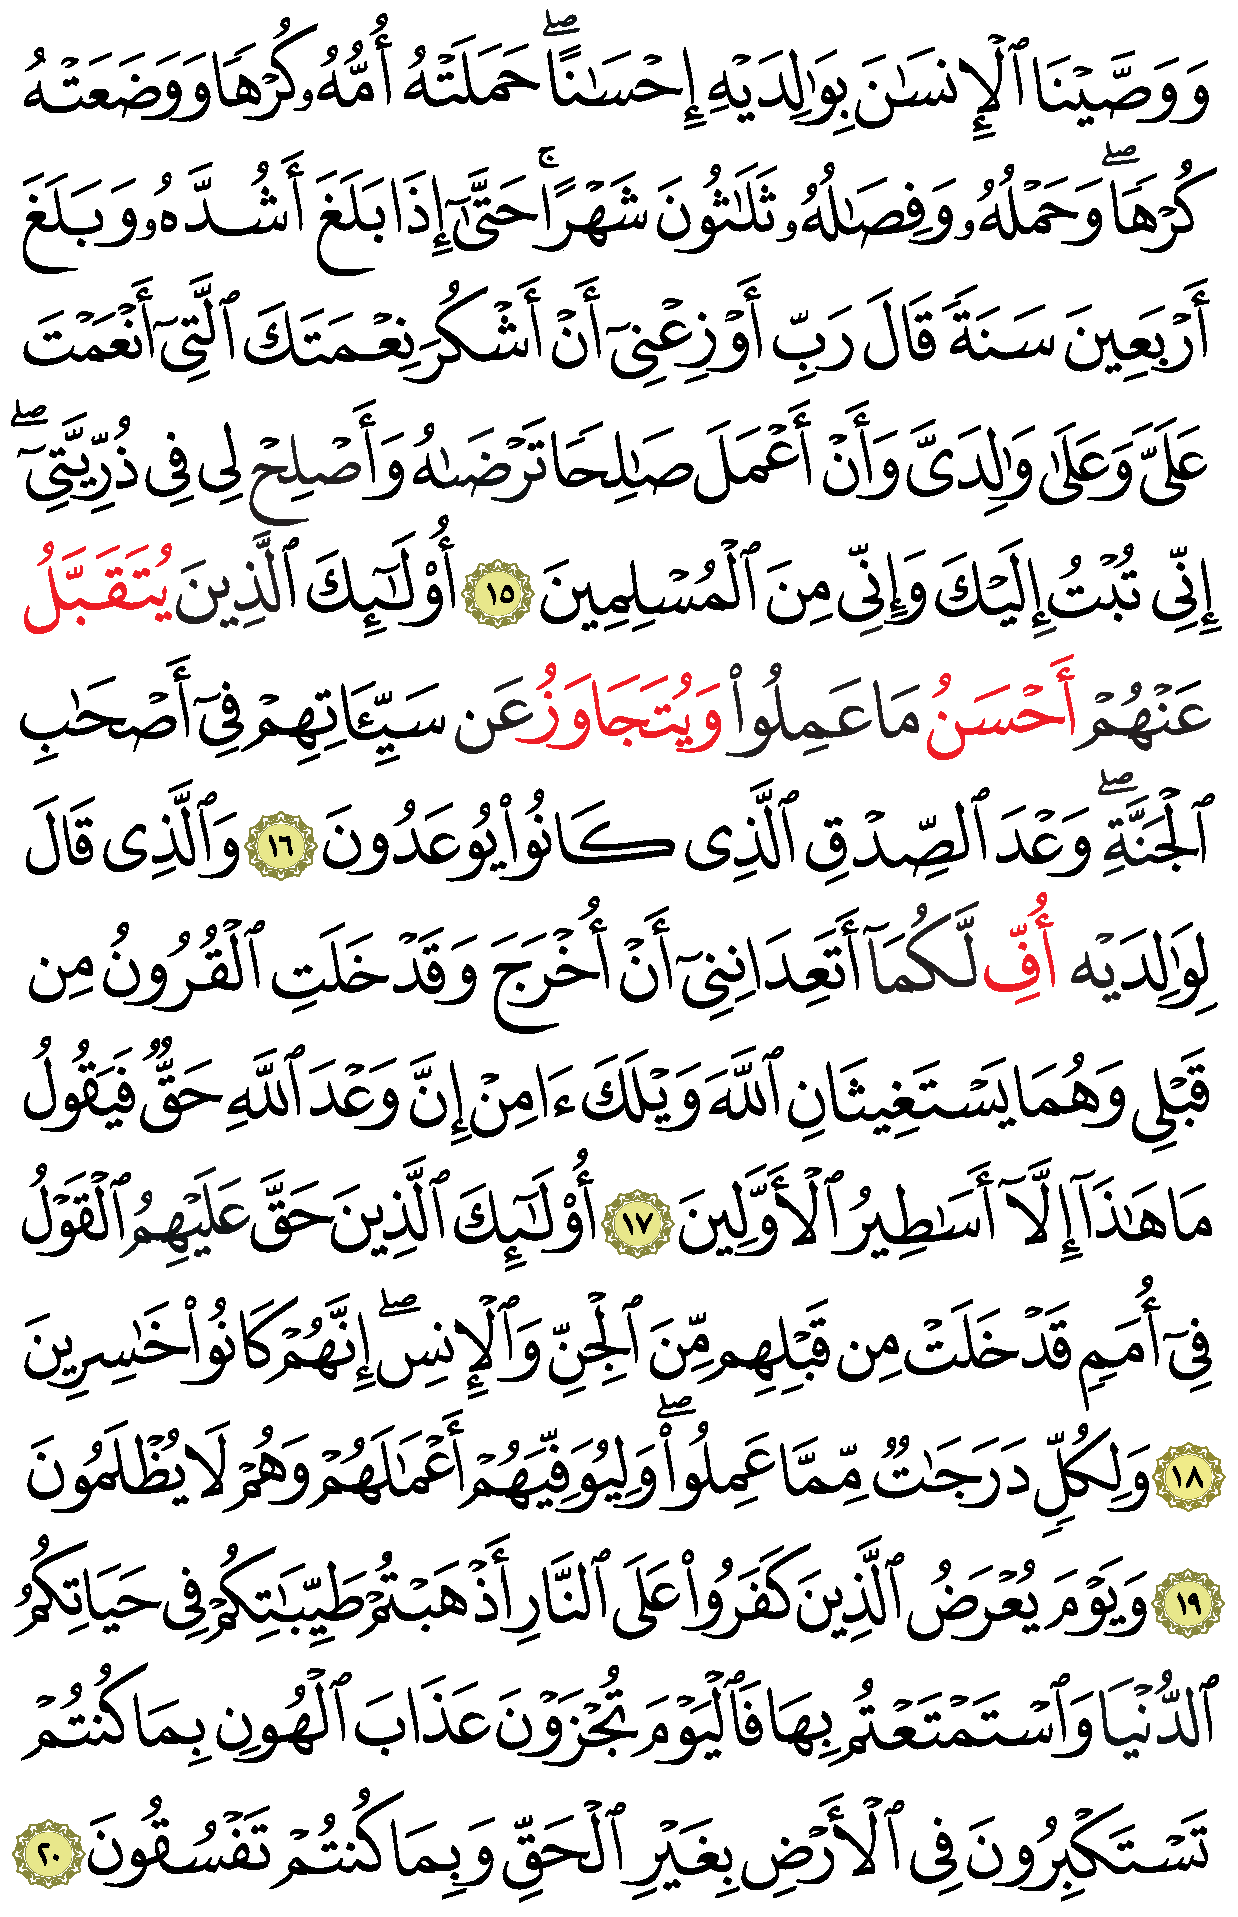 وَوَصَّيْنَا ٱلْإِنسَٰنَ بِوَٰلِدَيْهِ إِحْسَٰنًاۖ حَمَلَتْهُ أُمُّهُۥ كُرْهًا وَوَضَعَتْهُ
كُرْهًاۖ وَحَمْلُهُۥ وَفِصَٰلُهُۥ ثَلَٰثُونَ شَهْرًاۚ حَتَّىٰٓ إِذَا بَلَغَ أَشُدَّهُۥ وَبَلَغَ
أَرْبَعِينَ سَنَةً قَالَ رَبِّ أَوْزِعْنِىٓ أَنْ أَشْكُرَ نِعْمَتَكَ ٱلَّتِىٓ أَنْعَمْتَ
عَلَىَّ وَعَلَىٰ وَٰلِدَىَّ وَأَنْ أَعْمَلَ صَٰلِحًا تَرْضَىٰهُ وَأَصْلِحْ لِى فِى ذُرِّيَّتِىٓۖ
إِنِّى تُبْتُ إِلَيْكَ وَإِنِّى مِنَ ٱلْمُسْلِمِينَ ١٥ أُوْلَٰٓئِكَ ٱلَّذِينَ يُتَقَبَّلُ
عَنْهُمْ أَحْسَنُ مَا عَمِلُوا۟ وَيُتَجَاوَزُ عَن سَيِّـَٔاتِهِمْ فِىٓ أَصْحَٰبِ
ٱلْجَنَّةِۖ وَعْدَ ٱلصِّدْقِ ٱلَّذِى كَانُوا۟ يُوعَدُونَ ١٦ وَٱلَّذِى قَالَ
لِوَٰلِدَيْهِ أُفِّ لَّكُمَآ أَتَعِدَانِنِىٓ أَنْ أُخْرَجَ وَقَدْ خَلَتِ ٱلْقُرُونُ مِن
قَبْلِى وَهُمَا يَسْتَغِيثَانِ ٱللَّهَ وَيْلَكَ ءَامِنْ إِنَّ وَعْدَ ٱللَّهِ حَقٌّ فَيَقُولُ
مَا هَٰذَآ إِلَّآ أَسَٰطِيرُ ٱلْأَوَّلِينَ ١٧ أُوْلَٰٓئِكَ ٱلَّذِينَ حَقَّ عَلَيْهِمُ ٱلْقَوْلُ
فِىٓ أُمَمٍ قَدْ خَلَتْ مِن قَبْلِهِم مِّنَ ٱلْجِنِّ وَٱلْإِنسِۖ إِنَّهُمْ كَانُوا۟ خَٰسِرِينَ
١٨ وَلِكُلٍّ دَرَجَٰتٌ مِّمَّا عَمِلُوا۟ۖ وَلِيُوَفِّيَهُمْ أَعْمَٰلَهُمْ وَهُمْ لَا يُظْلَمُونَ
١٩ وَيَوْمَ يُعْرَضُ ٱلَّذِينَ كَفَرُوا۟ عَلَى ٱلنَّارِ أَذْهَبْتُمْ طَيِّبَٰتِكُمْ فِى حَيَاتِكُمُ
ٱلدُّنْيَا وَٱسْتَمْتَعْتُم بِهَا فَٱلْيَوْمَ تُجْزَوْنَ عَذَابَ ٱلْهُونِ بِمَا كُنتُمْ
تَسْتَكْبِرُونَ فِى ٱلْأَرْضِ بِغَيْرِ ٱلْحَقِّ وَبِمَا كُنتُمْ تَفْسُقُونَ ٢٠